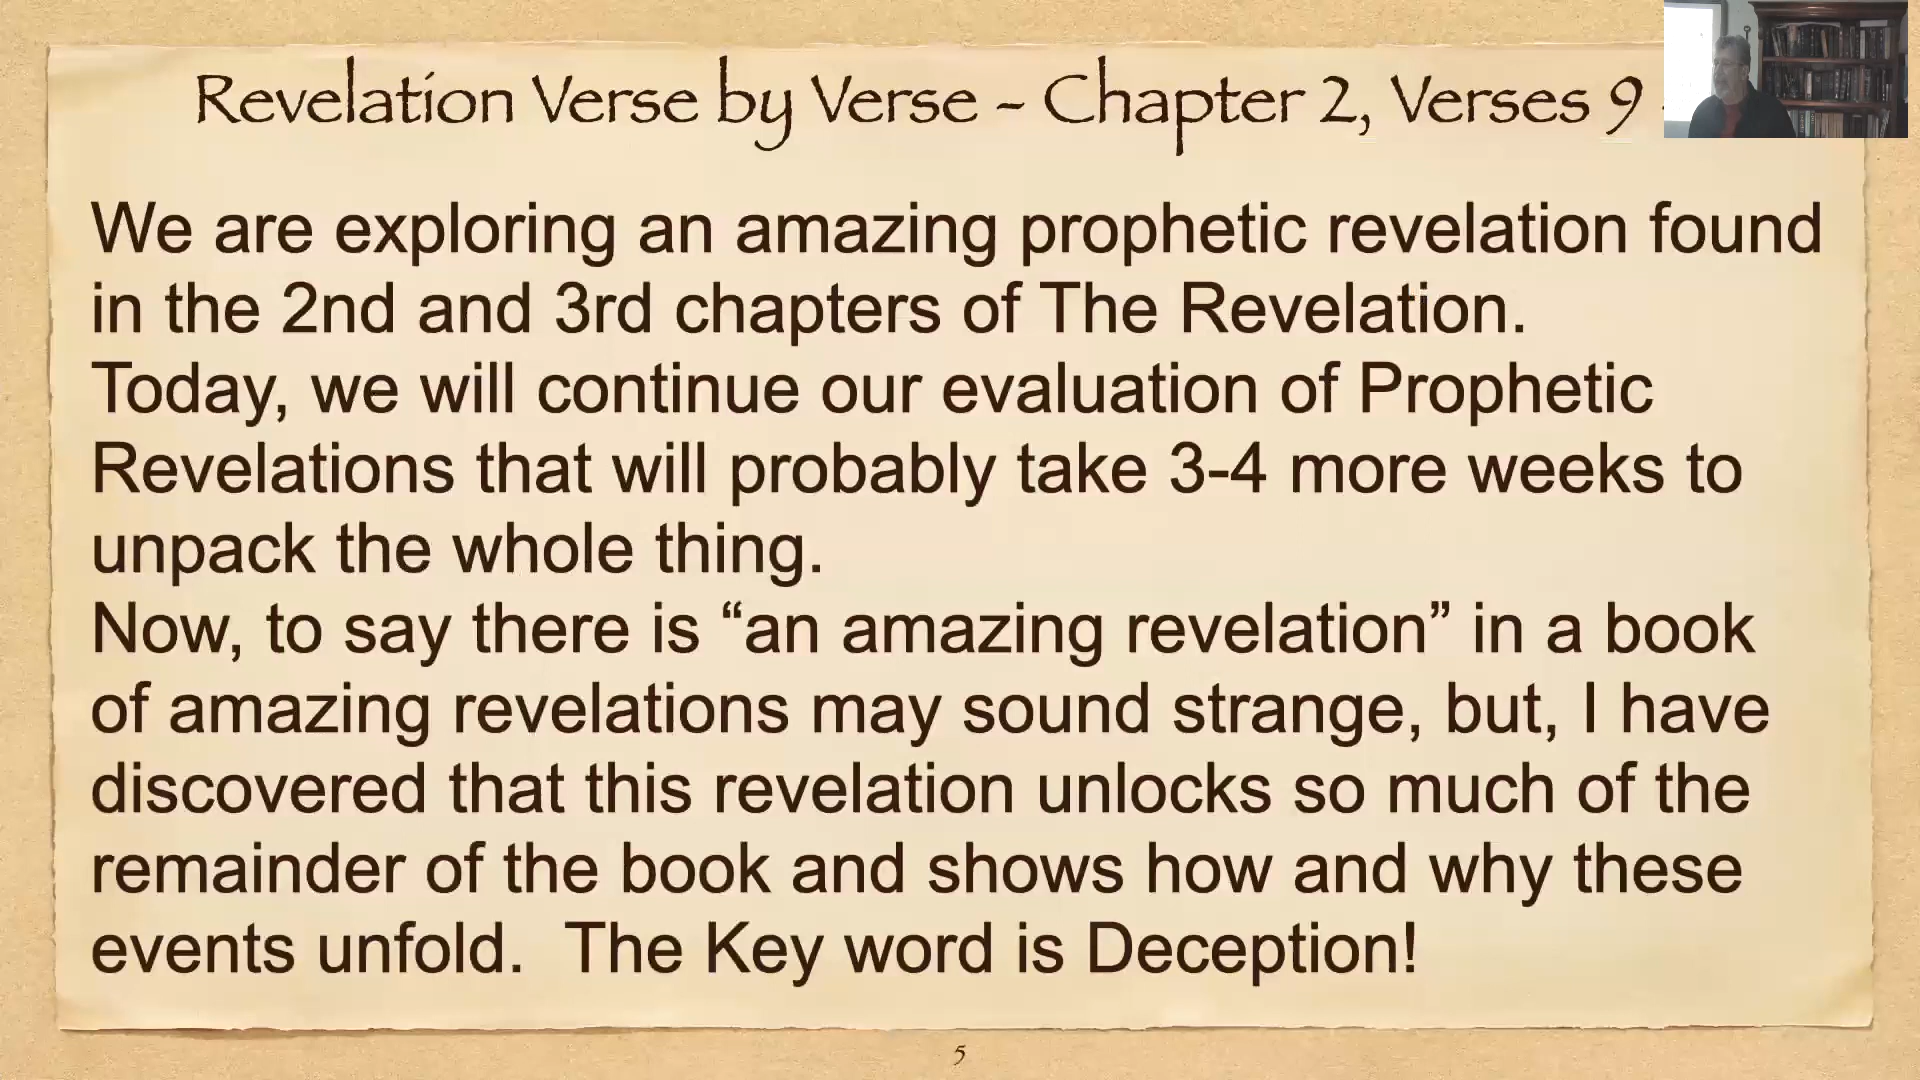 Revelation Verse by Verse - Chapter 2, Verses 9
We are exploring an amazing prophetic revelation found
in the 2nd and 3rd chapters of The Revelation.
Today, we will continue our evaluation of Prophetic
Revelations that will probably take 3-4 more weeks to
unpack the whole thing.
Now, to say there is “an amazing revelation” in a book
of amazing revelations may sound strange, but, I have
discovered that this revelation unlocks so much of the
remainder of the book and shows how and why these
events unfold.  The Key word is Deception!
5